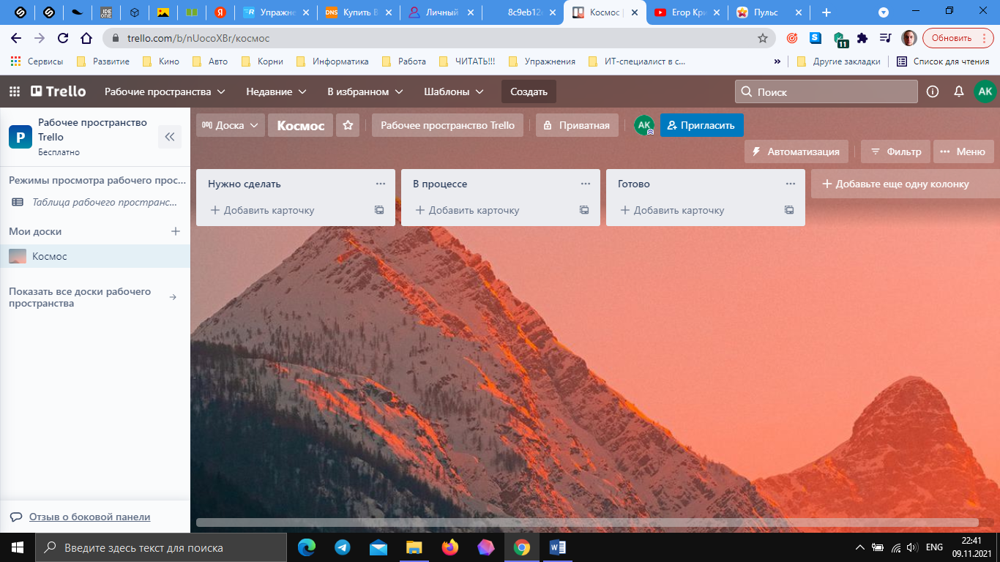 IDE
ONE
Я
R Упражне
DNS Купить В
Личный
8c9eb12
Космос |
Егор Кри
Пульс
trello.com/b/nUocoXBr/космос
11
Обновить
Сервисы Развитие Кино Авто Корни Информатика Работа ЧИТАТЬ!!! Упражнения ИТ-специалист в с... » Другие закладки Список для чтения
Trello Рабочие пространства Недавние В избранном Шаблоны Создать Поиск АК
Р
Рабочее пространство
Trello
Бесплатно
Режимы просмотра рабочего прос...
Таблица рабочего пространс...
Мои доски
Космос
Показать все доски рабочего
пространства
Отзыв о боковой панели
Доска Космос Рабочее пространство Trello Приватная АК Пригласить
Автоматизация Фильтр Меню
Нужно сделать
Добавить карточку
В процессе
Добавить карточку
Готово
Добавить карточку
Добавьте еще одну колонку
Введите здесь текст для поиска
W
ENG
22:41
09.11.2021